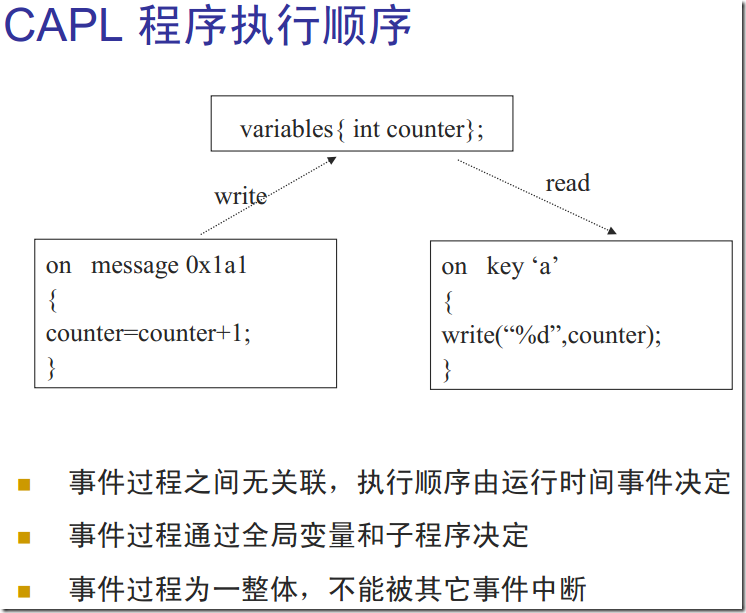 CAPL 程序执行顺序
variables{ int counter};
write
read
on message 0x1a1
{
counter=counter+1;
}
on key ‘a’
{
write(“%d”,counter);
}
事件过程之间无关联，执行顺序由运行时间事件决定
事件过程通过全局变量和子程序决定
事件过程为一整体，不能被其它事件中断